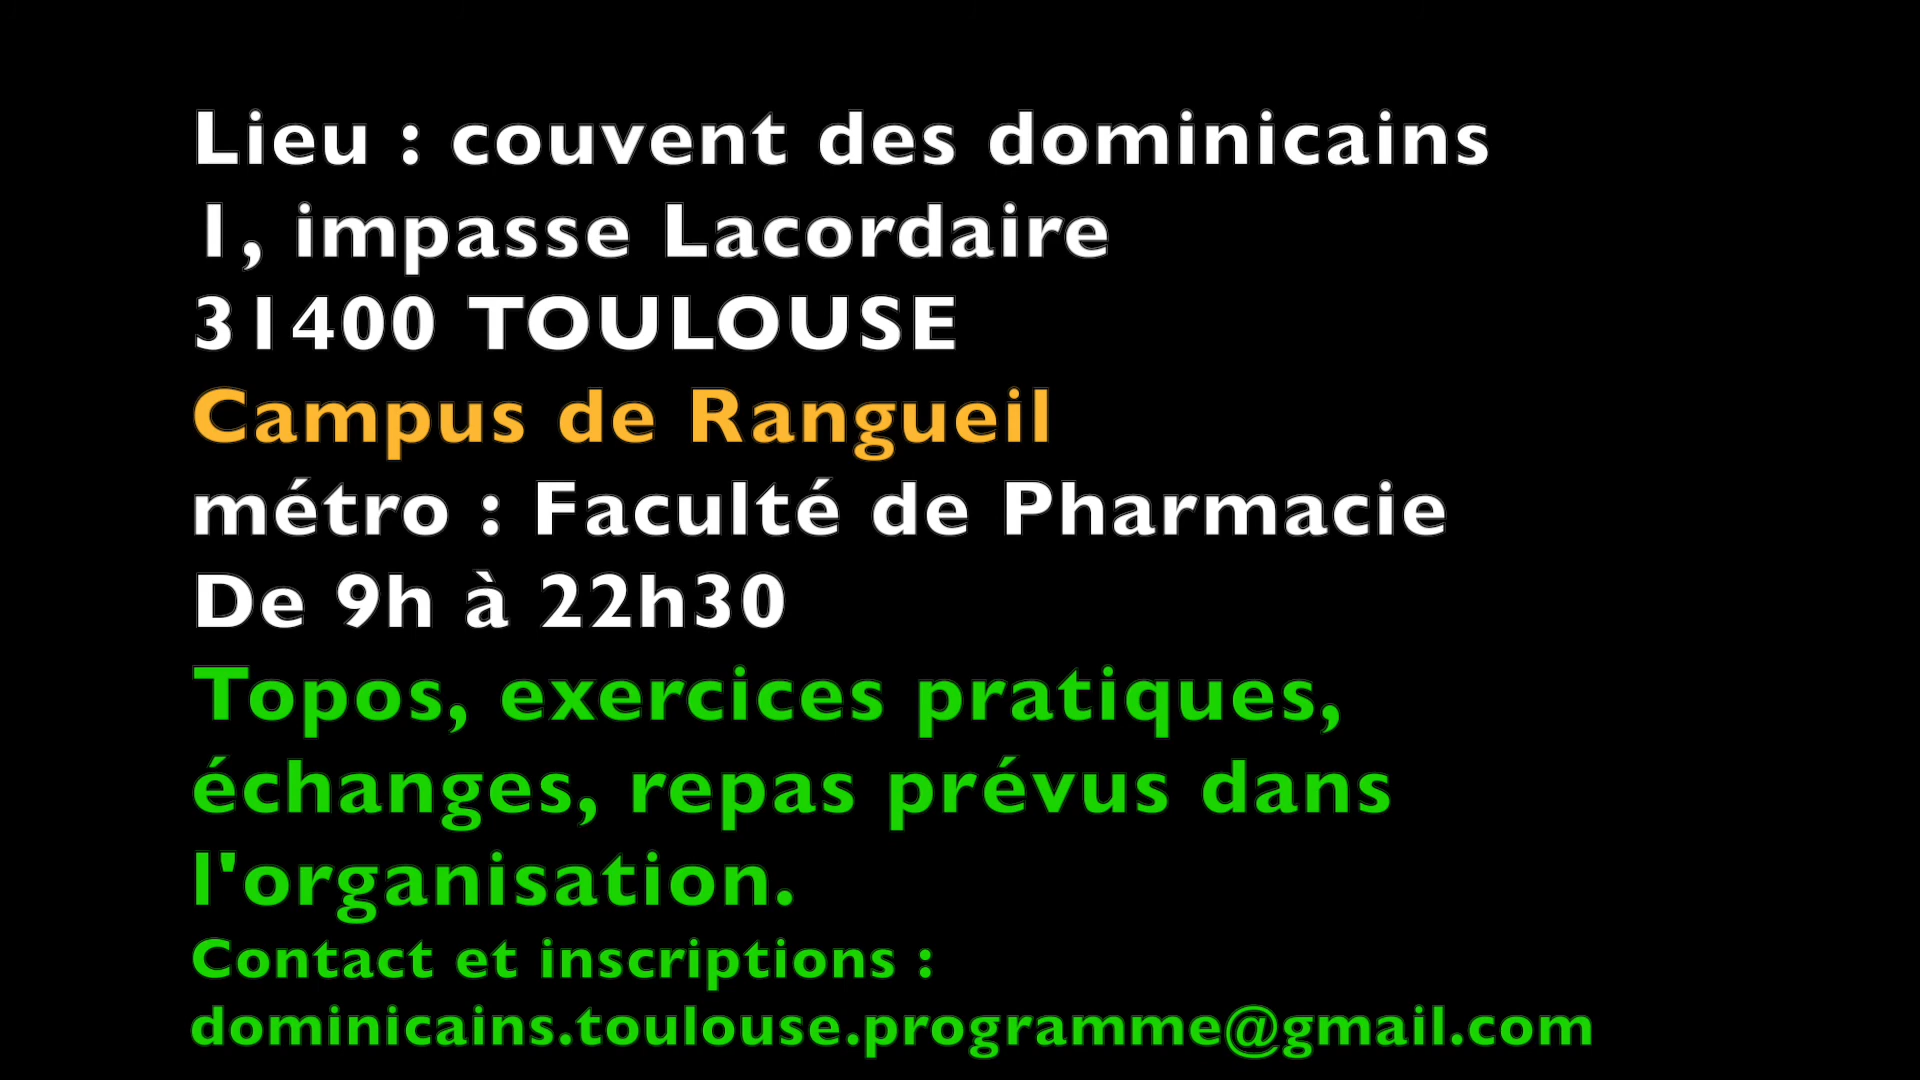 Lieu : couvent des dominicains
1, impasse Lacordaire
31400 TOULOUSE
Campus de Rangueil
métro : Faculté de Pharmacie
De 9h à 22h30
Topos, exercices pratiques,
échanges, repas prévus dans
l'organisation.
Contact et inscriptions :
dominicains.toulouse.programme@gmail.com